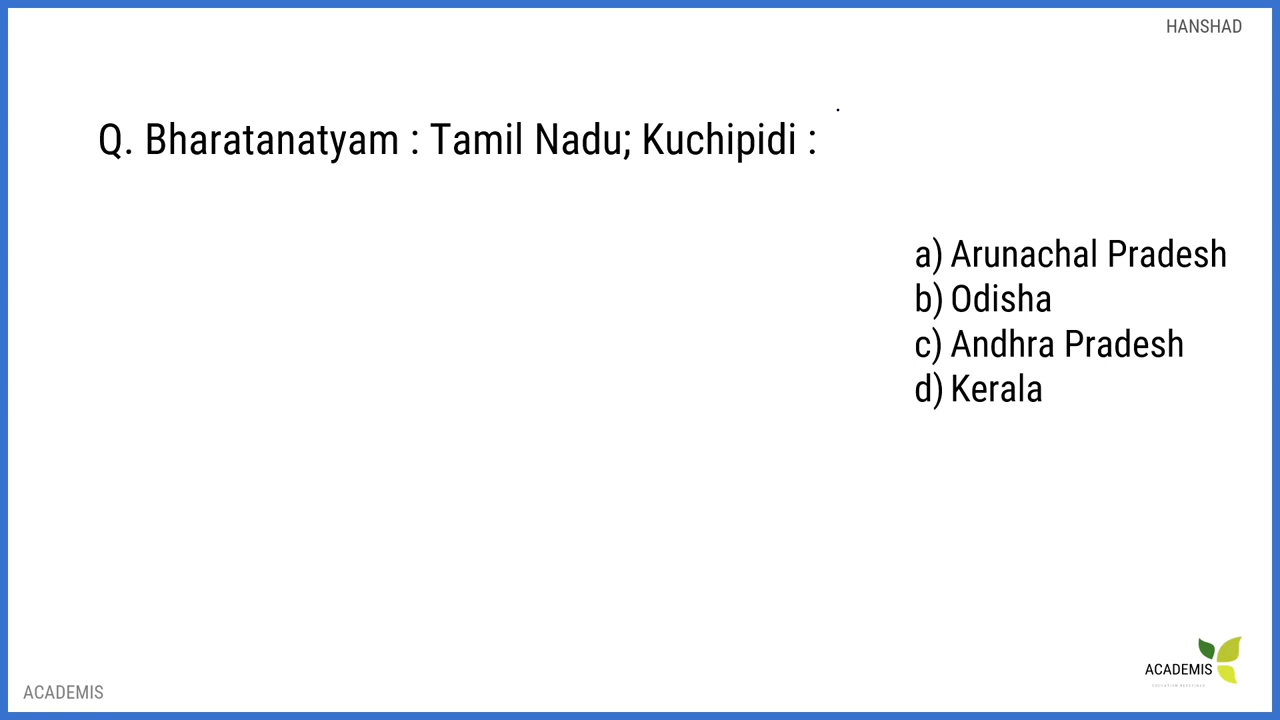 HANSHAD
Q. Bharatanatyam : Tamil Nadu; Kuchipidi :
a) Arunachal Pradesh
b) Odisha
c) Andhra Pradesh
d) Kerala
ACADEMIS
ACADEMIS